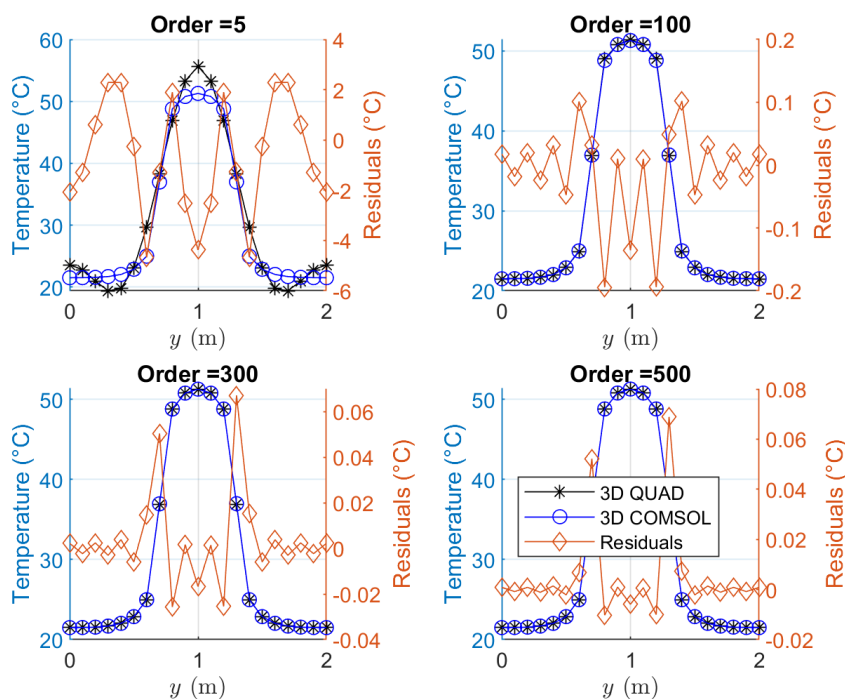 Order =5
60
50
40
30
20
Temperature (°C)
4
2
0
-2
-4
-6
Residuals (°C)
0
1
2
y (m)
Order =100
50
40
30
20
Temperature (°C)
0.2
0.1
0
-0.1
-0.2
Residuals (°C)
0
1
2
y (m)
Order =300
50
40
30
20
Temperature (°C)
0.06
0.04
0.02
0
-0.02
-0.04
Residuals (°C)
0
1
2
y (m)
Order =500
50
40
30
20
Temperature (°C)
0.08
0.06
0.04
0.02
0
-0.02
Residuals (°C)
3D QUAD
3D COMSOL
Residuals
0
1
2
y (m)